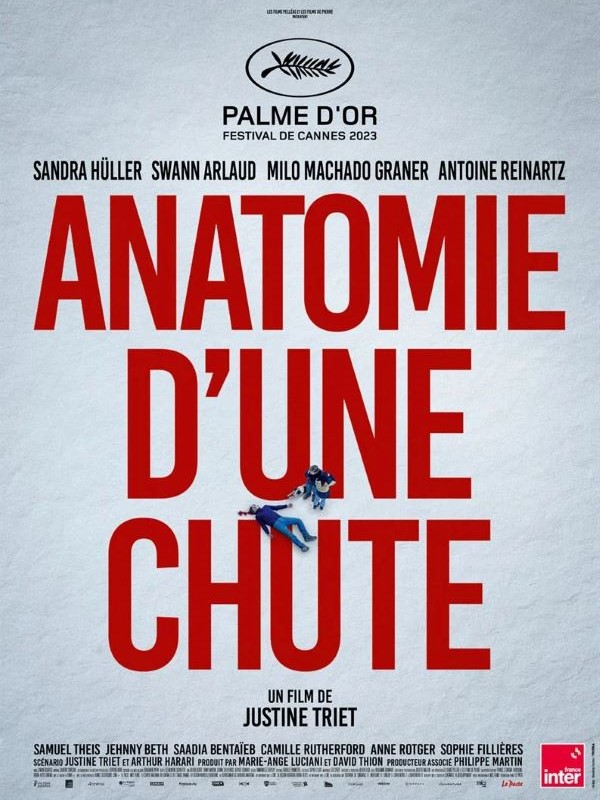 LES FILMS PELLÉAS ET LES FILMS DE PIERRE
PRÉSENTENT
PALME D'OR
FESTIVAL DE CANNES 2023
SANDRA HÜLLER SWANN ARLAUD MILO MACHADO GRANER ANTOINE REINARTZ
ANATOMIE
D'UNE
CHUTE
UN FILM DE
JUSTINE TRIET
SAMUEL THEIS JEHNNY BETH SAADIA BENTAÏEB CAMILLE RUTHERFORD ANNE ROTGER SOPHIE FILLIÈRES
SCÉNARIO JUSTINE TRIET ET ARTHUR HARARI PRODUIT PAR MARIE-ANGE LUCIANI ET DAVID THION PRODUCTEUR ASSOCIÉ PHILIPPE MARTIN
Le Pacte
france
inter